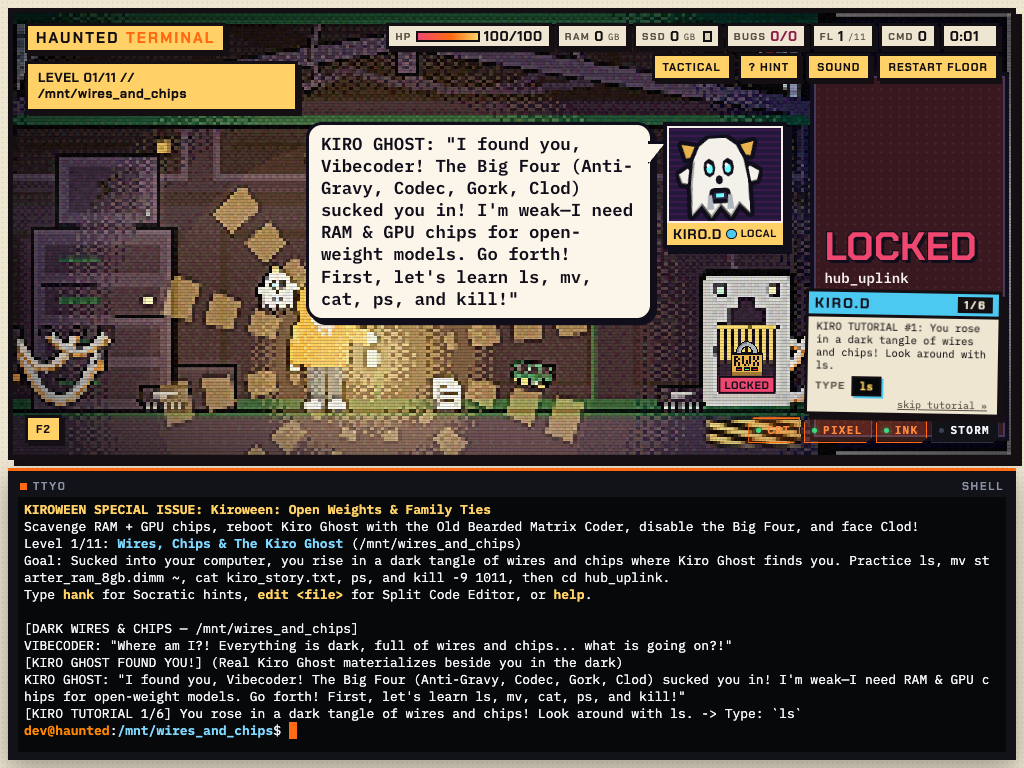 HAUNTED TERMINAL
HP 100/100
RAM 0 GB
SSD 0 GB
BUGS 0/0
FL 1 /11
CMD 0
0:01
TACTICAL
? HINT
SOUND
RESTART FLOOR
LEVEL 01/11 //
/mnt/wires_and_chips
KIRO GHOST: "I found you,
Vibecoder! The Big Four (Anti-
Gravy, Codec, Gork, Clod)
sucked you in! I'm weak—I need
RAM & GPU chips for open-
weight models. Go forth!
First, let's learn ls, mv,
cat, ps, and kill!"
KIRO.D LOCAL
LOCKED
hub_uplink
RWX
LOCKED
KIRO.D 1/6
KIRO TUTORIAL #1: You rose
in a dark tangle of wires
and chips! Look around with
ls.
TYPE ls
skip tutorial »
F2
CRT
PIXEL
INK
STORM
TTY0 SHELL
KIROWEEN SPECIAL ISSUE: Kiroween: Open Weights & Family Ties
Scavenge RAM + GPU chips, reboot Kiro Ghost with the Old Bearded Matrix Coder, disable the Big Four, and face Clod!
Level 1/11: Wires, Chips & The Kiro Ghost (/mnt/wires_and_chips)
Goal: Sucked into your computer, you rise in a dark tangle of wires and chips where Kiro Ghost finds you. Practice ls, mv st
arter_ram_8gb.dimm ~, cat kiro_story.txt, ps, and kill -9 1011, then cd hub_uplink.
Type hank for Socratic hints, edit <file> for Split Code Editor, or help.
[DARK WIRES & CHIPS — /mnt/wires_and_chips]
VIBECODER: "Where am I?! Everything is dark, full of wires and chips... what is going on?!"
[KIRO GHOST FOUND YOU!] (Real Kiro Ghost materializes beside you in the dark)
KIRO GHOST: "I found you, Vibecoder! The Big Four (Anti-Gravy, Codec, Gork, Clod) sucked you in! I'm weak—I need RAM & GPU c
hips for open-weight models. Go forth! First, let's learn ls, mv, cat, ps, and kill!"
[KIRO TUTORIAL 1/6] You rose in a dark tangle of wires and chips! Look around with ls. -> Type: `ls`
dev@haunted:/mnt/wires_and_chips$